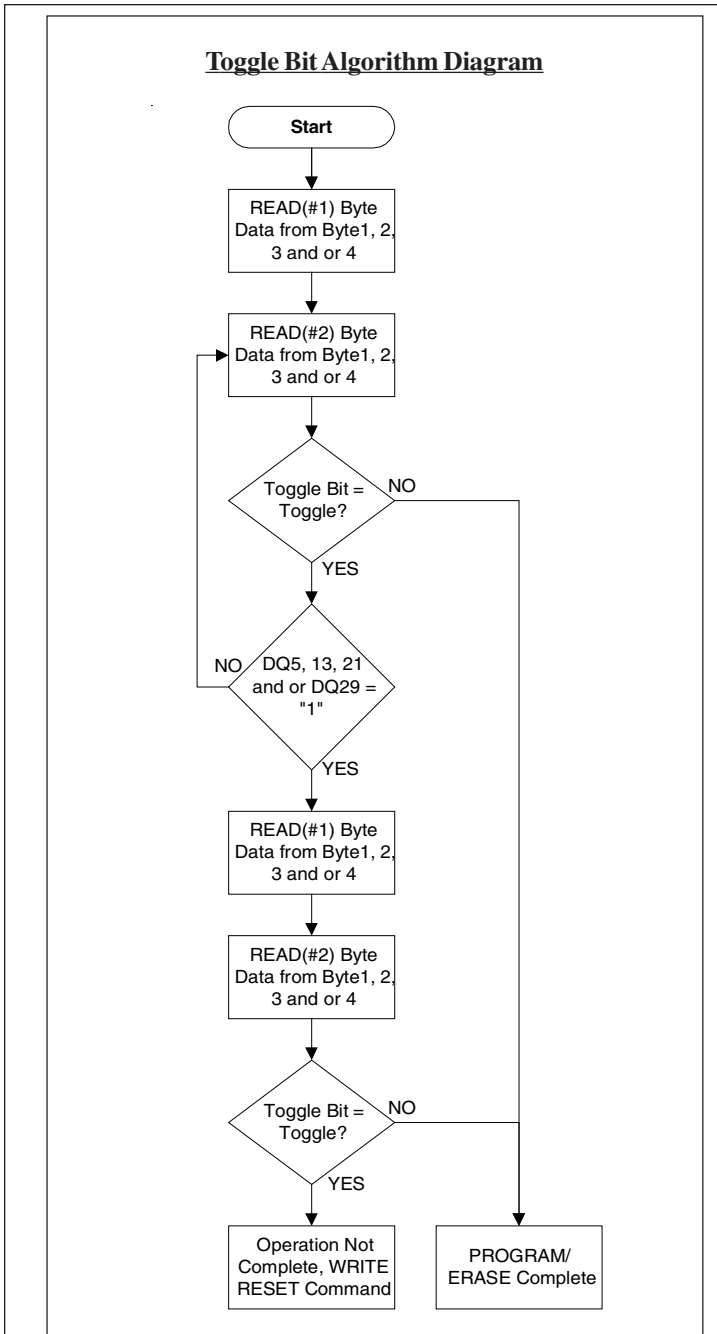 Toggle Bit Algorithm Diagram
Start
READ(#1) Byte
Data from Byte1, 2,
3 and or 4
READ(#2) Byte
Data from Byte1, 2,
3 and or 4
Toggle Bit =
Toggle?
NO
YES
DQ5, 13, 21
and or DQ29 =
"1"
NO
YES
READ(#1) Byte
Data from Byte1, 2,
3 and or 4
READ(#2) Byte
Data from Byte1, 2,
3 and or 4
Toggle Bit =
Toggle?
NO
YES
Operation Not
Complete, WRITE
RESET Command
PROGRAM/
ERASE Complete